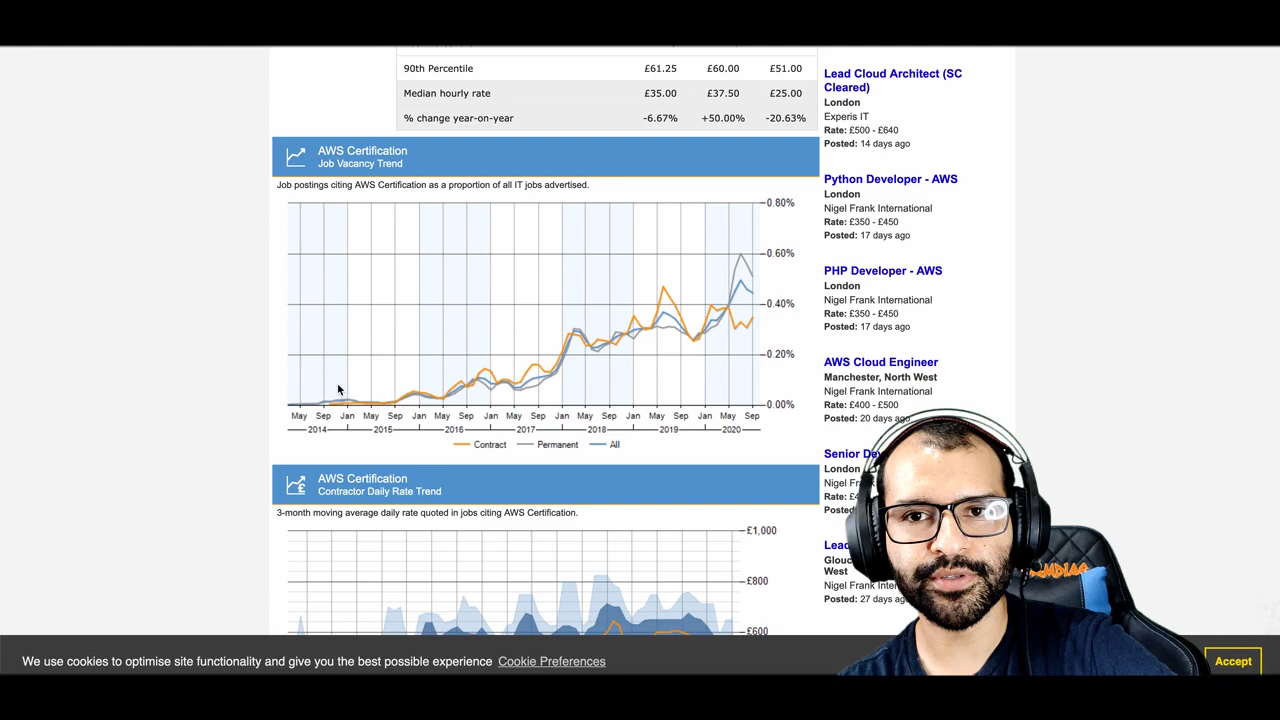 90th Percentile £61.25 £60.00 £51.00
Median hourly rate £35.00 £37.50 £25.00
% change year-on-year -6.67% +50.00% -20.63%
AWS Certification
Job Vacancy Trend
Job postings citing AWS Certification as a proportion of all IT jobs advertised.
0.80%
0.60%
0.40%
0.20%
0.00%
May Sep Jan May Sep Jan May Sep Jan May Sep Jan May Sep Jan May Sep Jan May Sep
2014 2015 2016 2017 2018 2019 2020
Contract Permanent All
AWS Certification
Contractor Daily Rate Trend
3-month moving average daily rate quoted in jobs citing AWS Certification.
£1,000
£800
£600
Lead Cloud Architect (SC
Cleared)
London
Experis IT
Rate: £500 - £640
Posted: 14 days ago
Python Developer - AWS
London
Nigel Frank International
Rate: £350 - £450
Posted: 17 days ago
PHP Developer - AWS
London
Nigel Frank International
Rate: £350 - £450
Posted: 17 days ago
AWS Cloud Engineer
Manchester, North West
Nigel Frank International
Rate: £400 - £500
Posted: 20 days ago
Senior
London
Nigel
Posted
Lead
West
Nigel Frank
Rate:
Posted: 27 days ago
We use cookies to optimise site functionality and give you the best possible experience Cookie Preferences
Accept